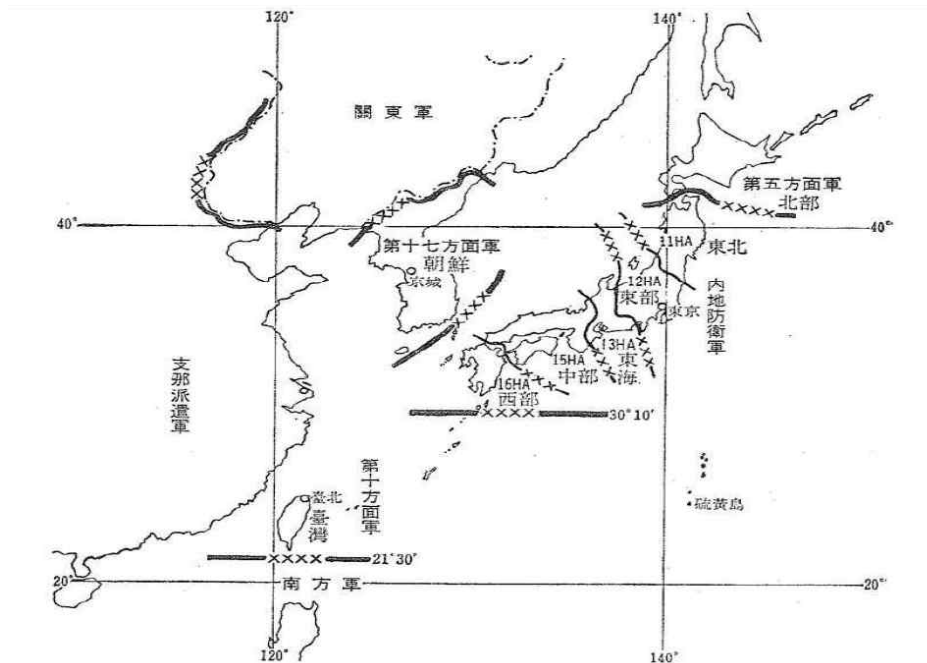 120°
140°
關東軍
第五方面軍
北部
40°
40°
第十七方面軍
朝鮮
京城
11HA
東北
12HA
東部
東京
内地防衛軍
13HA
東海
15HA
中部
16HA
西部
支那派遣軍
30°10′
第十方面軍
臺北
臺灣
硫黄島
21°30′
20°
南方軍
20°
120°
140°